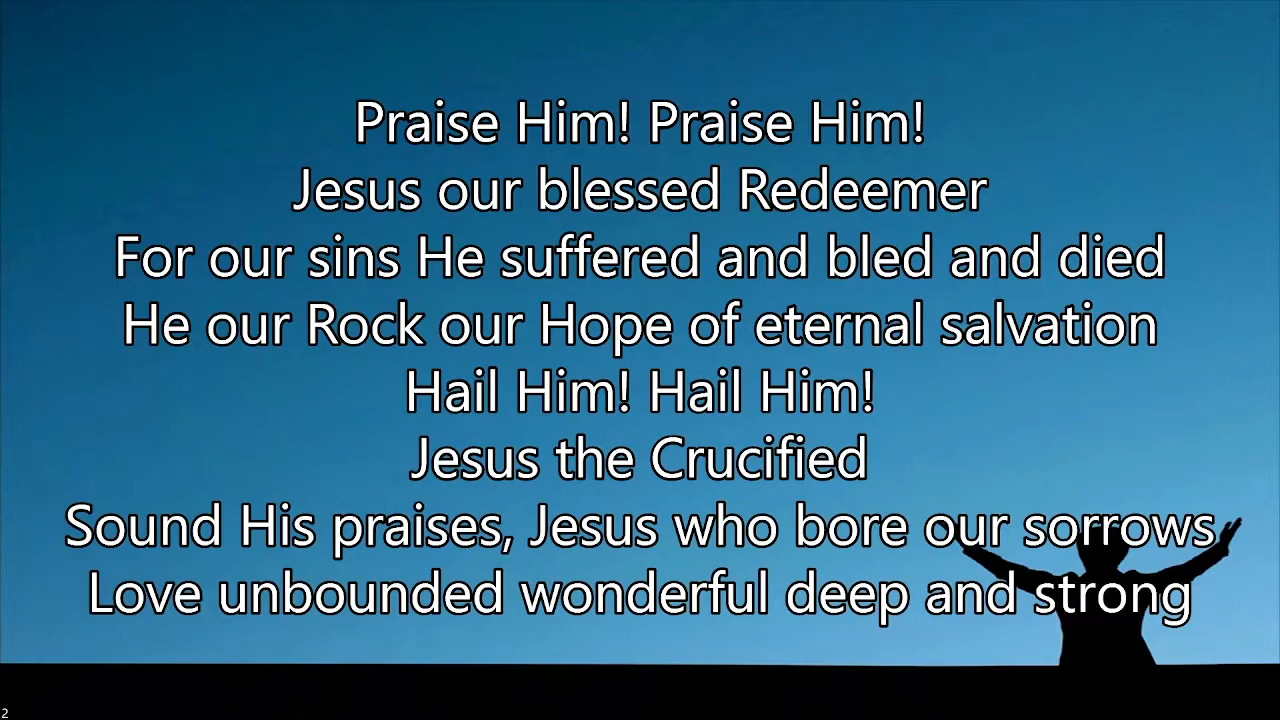 Praise Him! Praise Him!
Jesus our blessed Redeemer
For our sins He suffered and bled and died
He our Rock our Hope of eternal salvation
Hail Him! Hail Him!
Jesus the Crucified
Sound His praises, Jesus who bore our sorrows
Love unbounded wonderful deep and strong
2